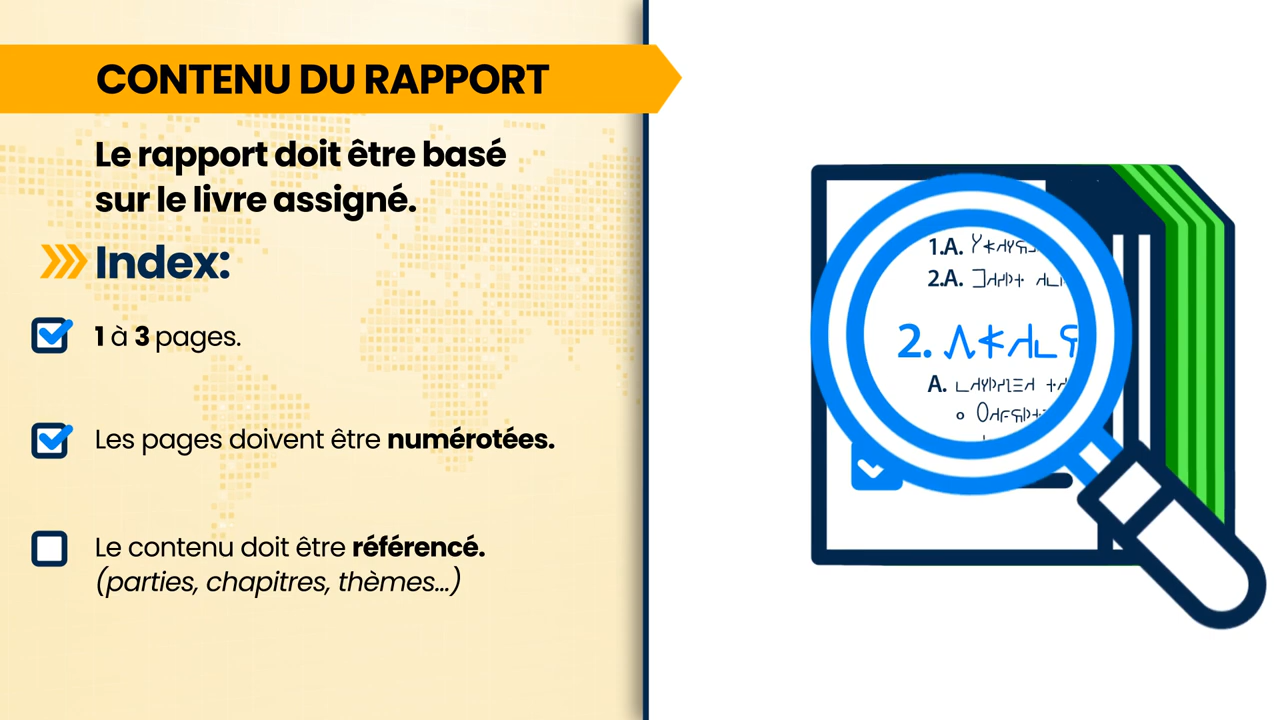 CONTENU DU RAPPORT
Le rapport doit être basé
sur le livre assigné.
Index:
1 à 3 pages.
Les pages doivent être numérotées.
Le contenu doit être référencé.
(parties, chapitres, thèmes...)
1.A.
2.A.
2.
A.